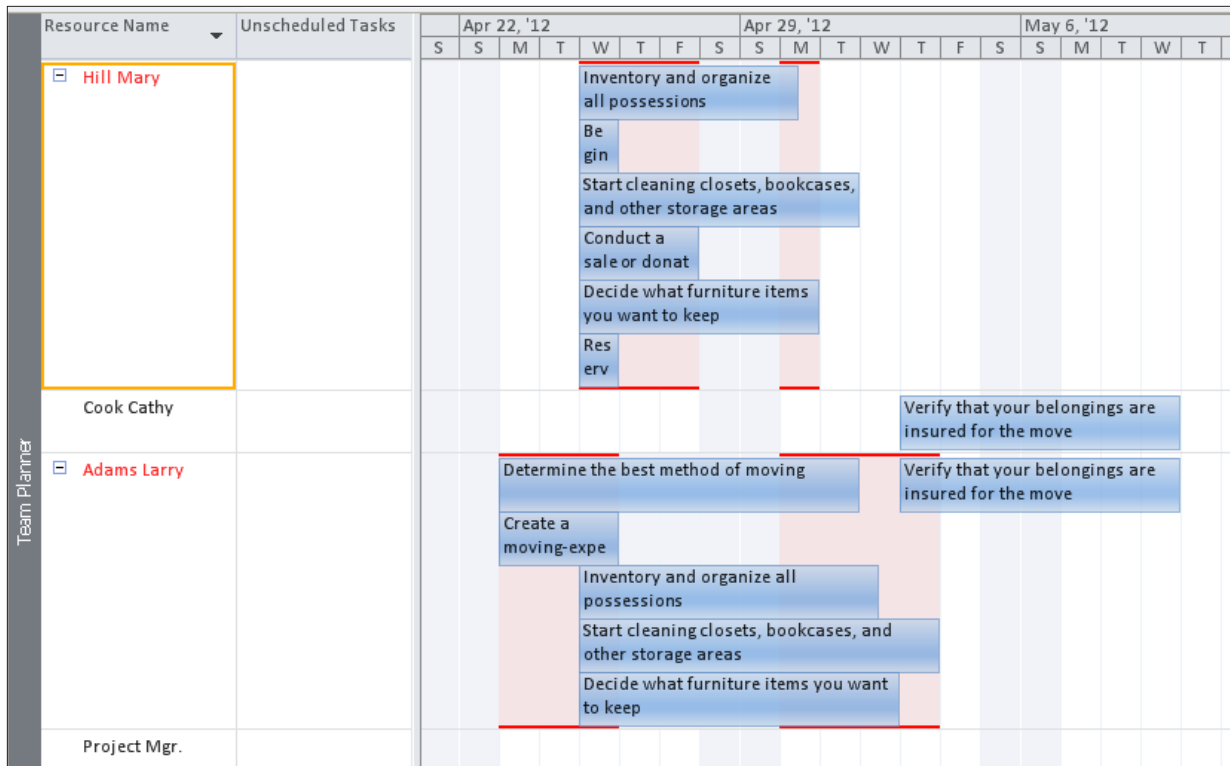 Resource Name
Unscheduled Tasks
Apr 22, '12
Apr 29, '12
May 6, '12
S S M T W T F S S M T W T F S S M T W T
Team Planner
Hill Mary
Inventory and organize
all possessions
Be
gin
Start cleaning closets, bookcases,
and other storage areas
Conduct a
sale or donat
Decide what furniture items
you want to keep
Res
erv
Cook Cathy
Verify that your belongings are
insured for the move
Adams Larry
Determine the best method of moving
Verify that your belongings are
insured for the move
Create a
moving-expe
Inventory and organize all
possessions
Start cleaning closets, bookcases, and
other storage areas
Decide what furniture items you want
to keep
Project Mgr.